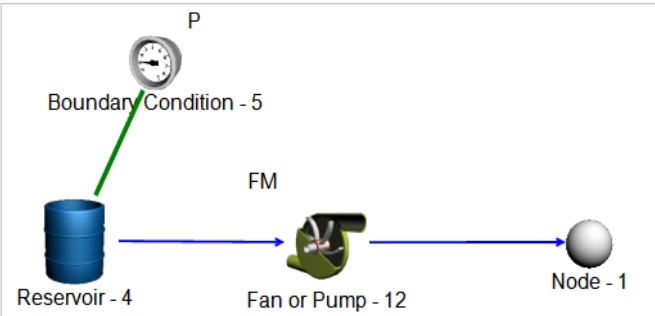 P
Boundary Condition - 5
FM
Reservoir - 4
Fan or Pump - 12
Node - 1